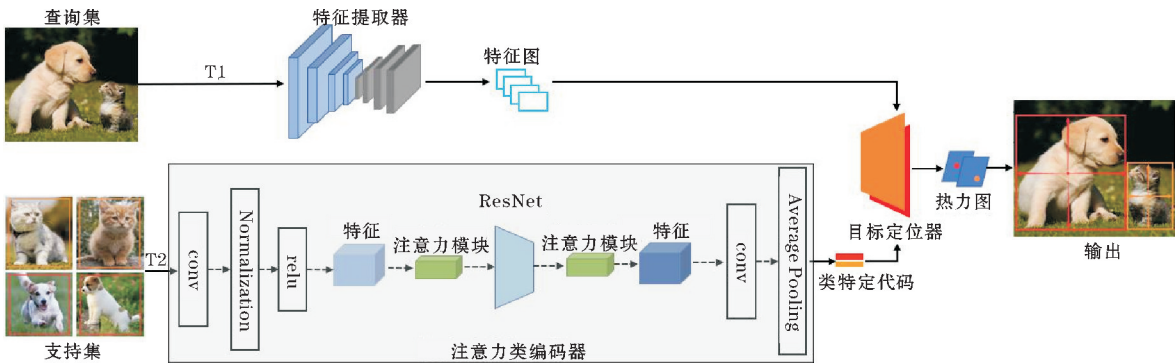 查询集
特征提取器
T1
特征图
热力图
目标定位器
输出
T2
支持集
conv
Normalization
relu
ResNet
特征
注意力模块
注意力模块
特征
conv
Average Pooling
类特定代码
注意力类编码器